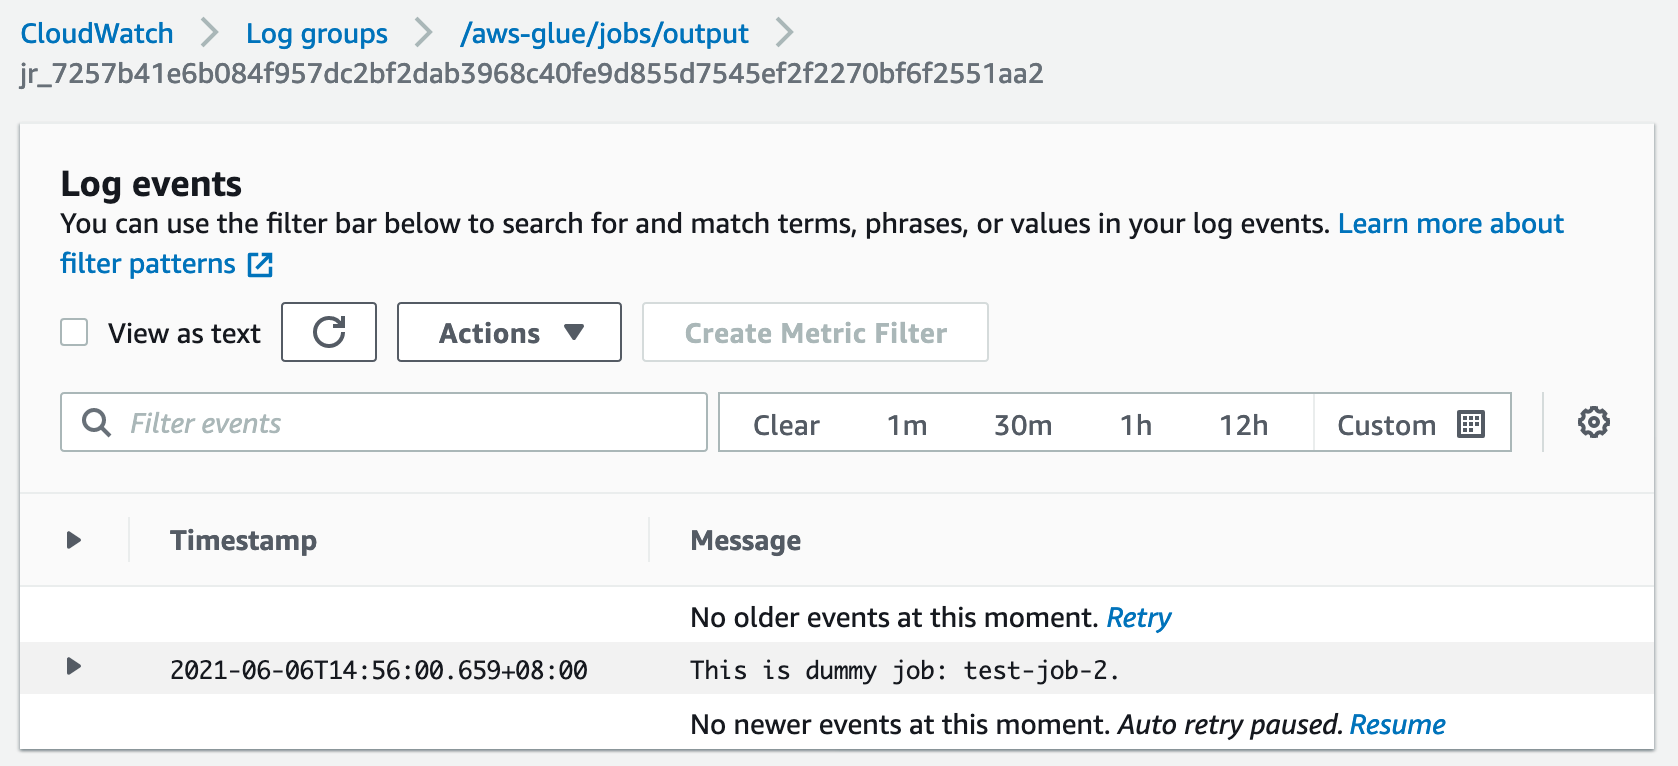 CloudWatch > Log groups > /aws-glue/jobs/output >
jr_7257b41e6b084f957dc2bf2dab3968c40fe9d855d7545ef2f2270bf6f2551aa2
Log events
You can use the filter bar below to search for and match terms, phrases, or values in your log events. Learn more about
filter patterns
View as text Actions Create Metric Filter
Filter events Clear 1m 30m 1h 12h Custom
Timestamp Message
No older events at this moment. Retry
2021-06-06T14:56:00.659+08:00 This is dummy job: test-job-2.
No newer events at this moment. Auto retry paused. Resume